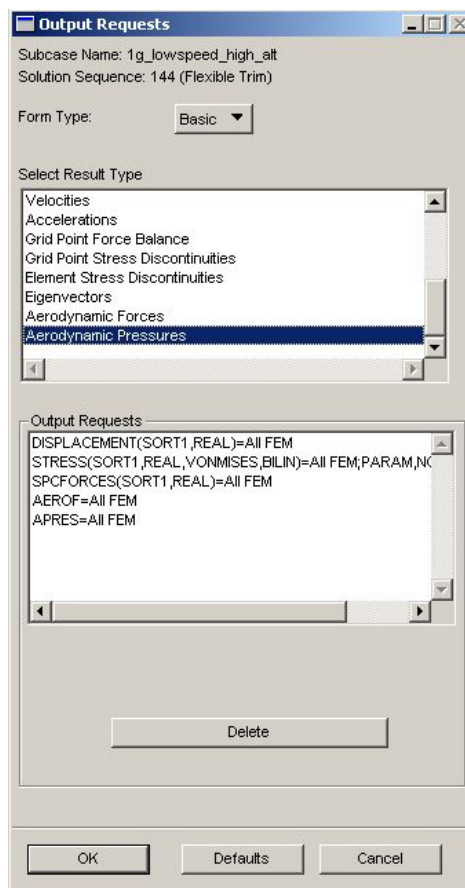 Output Requests
Subcase Name: 1g_lowspeed_high_alt
Solution Sequence: 144 (Flexible Trim)
Form Type: Basic
Select Result Type
Velocities
Accelerations
Grid Point Force Balance
Grid Point Stress Discontinuities
Element Stress Discontinuities
Eigenvectors
Aerodynamic Forces
Aerodynamic Pressures
Output Requests
DISPLACEMENT(SORT1,REAL)=All FEM
STRESS(SORT1,REAL,VONMISES,BILIN)=All FEM;PARAM,NO
SPCFORCES(SORT1,REAL)=All FEM
AEROF=All FEM
APRES=All FEM
Delete
OK Defaults Cancel